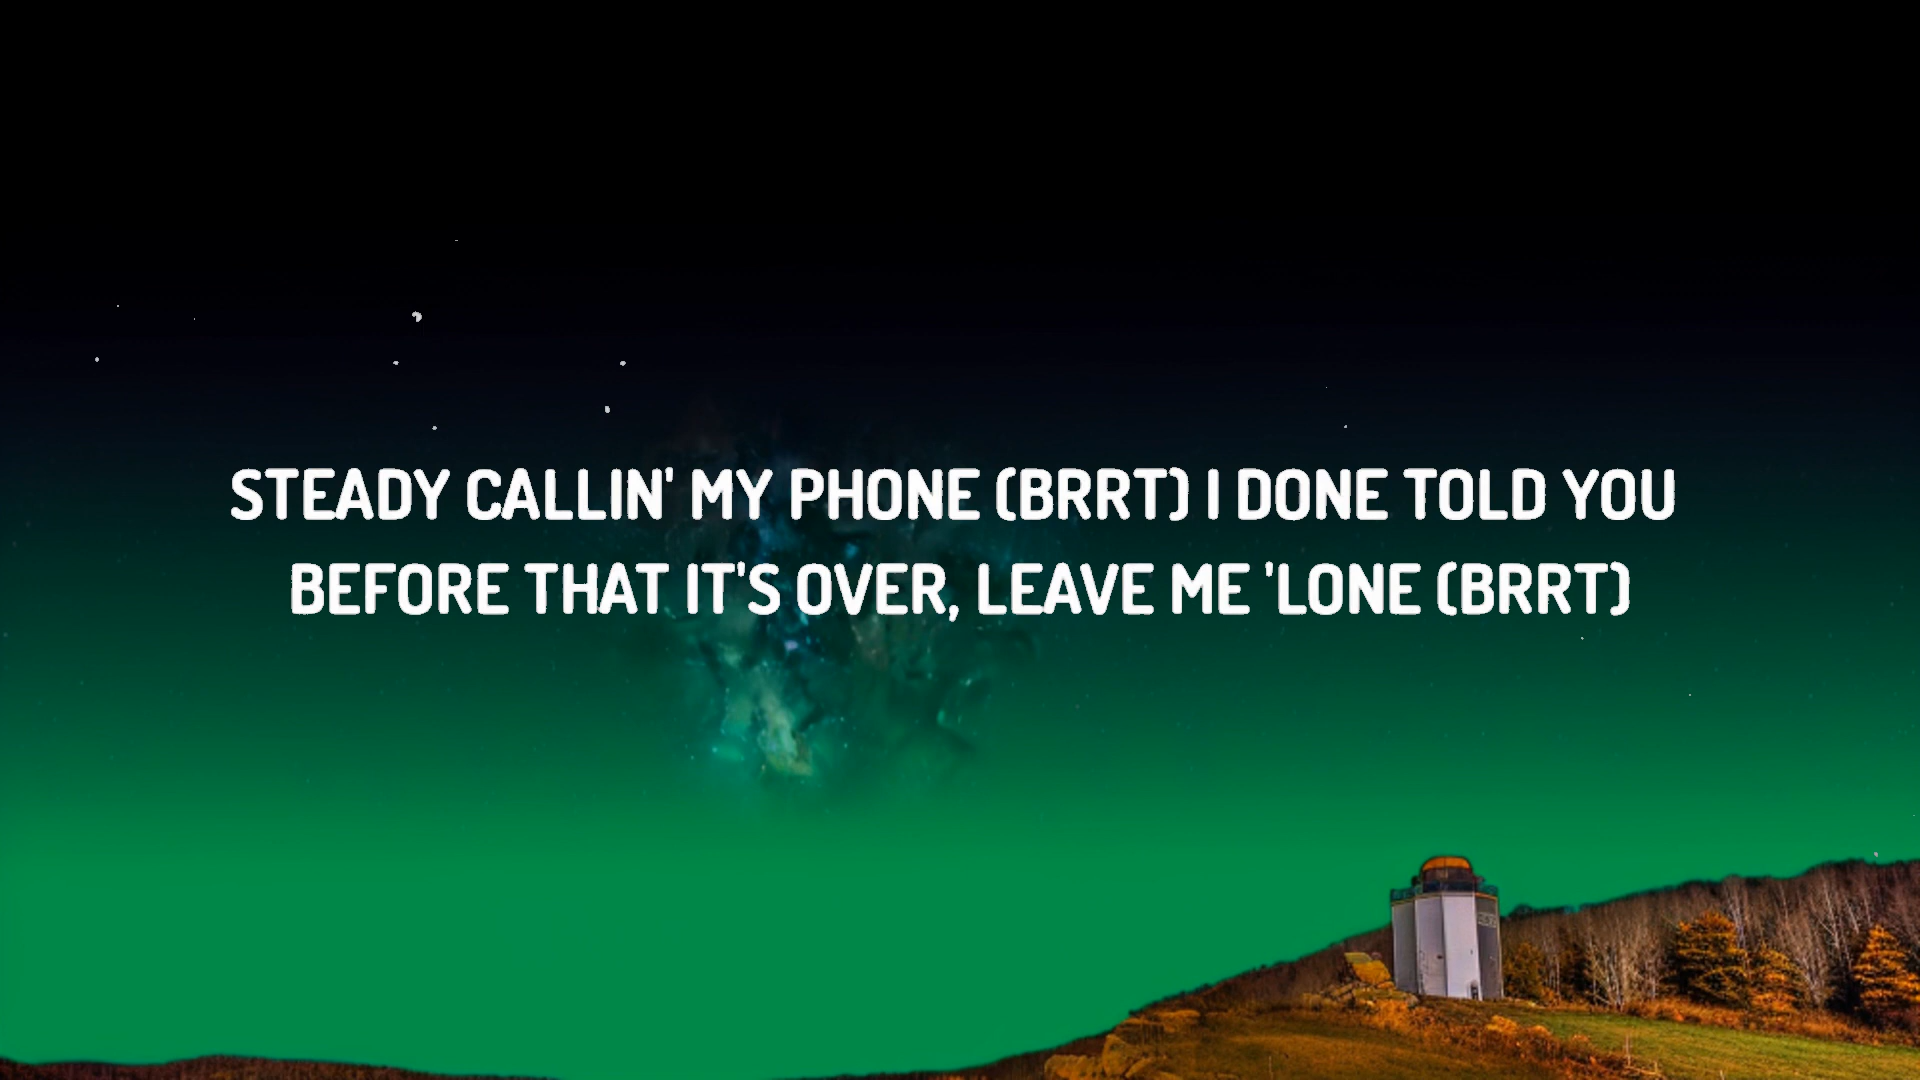 STEADY CALLIN' MY PHONE (BRRT) I DONE TOLD YOU
BEFORE THAT IT'S OVER, LEAVE ME 'LONE (BRRT)